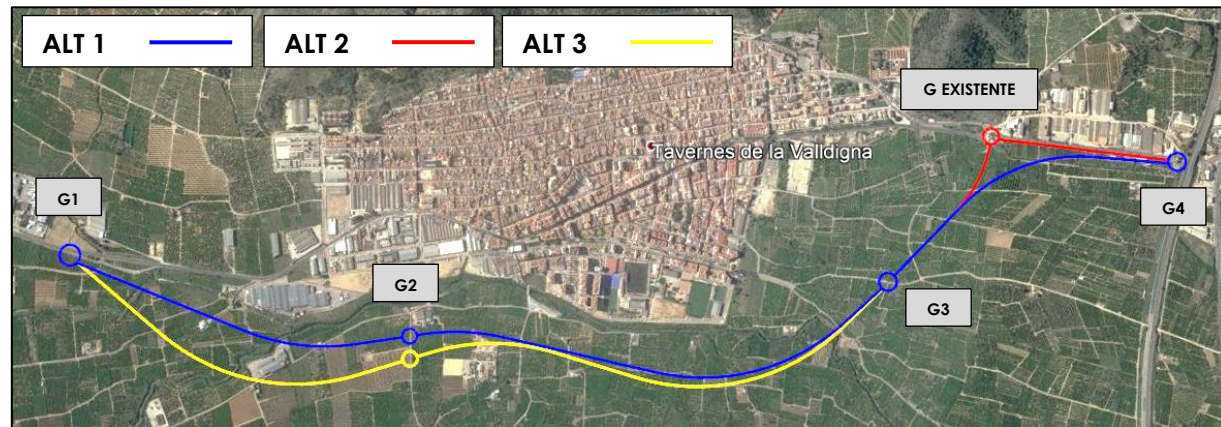 ALT 1
ALT 2
ALT 3
G EXISTENTE
Tavernes de la Valldigna
G1
G4
G2
G3